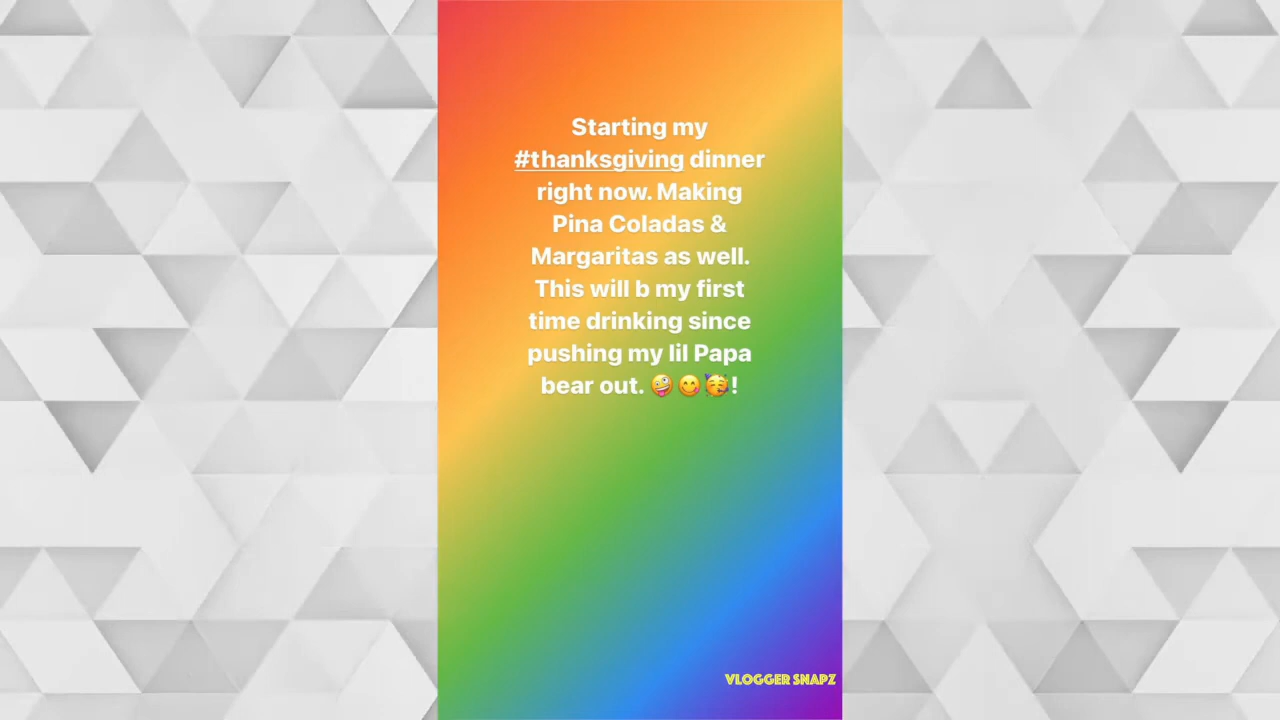 Starting my
#thanksgiving dinner
right now. Making
Pina Coladas &
Margaritas as well.
This will b my first
time drinking since
pushing my lil Papa
bear out. 🤪😋🥳!
VLOGGER SNAPZ